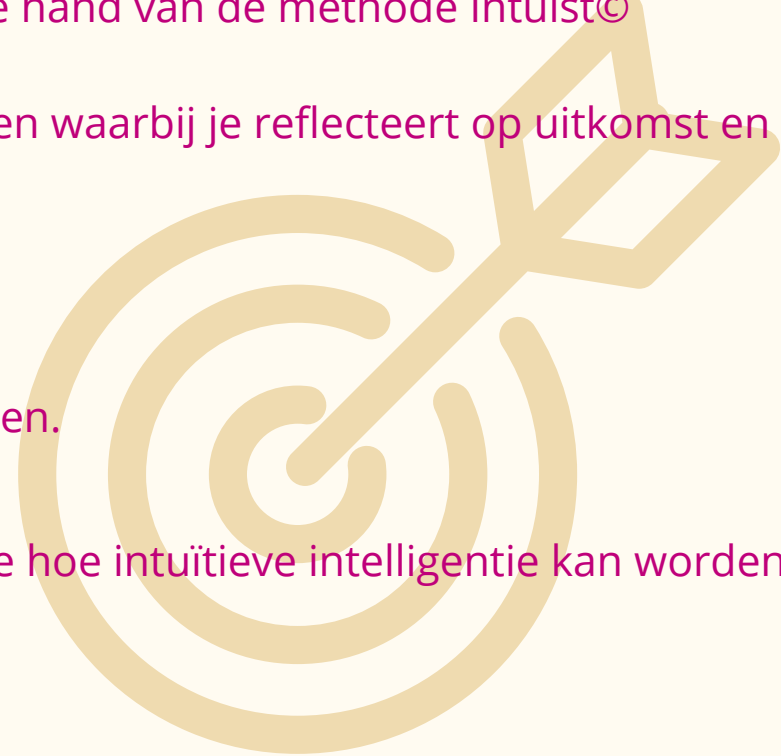 e hand van de methode Intuïst©
en waarbij je reflecteert op uitkomst en
en.
e hoe intuïtieve intelligentie kan worden